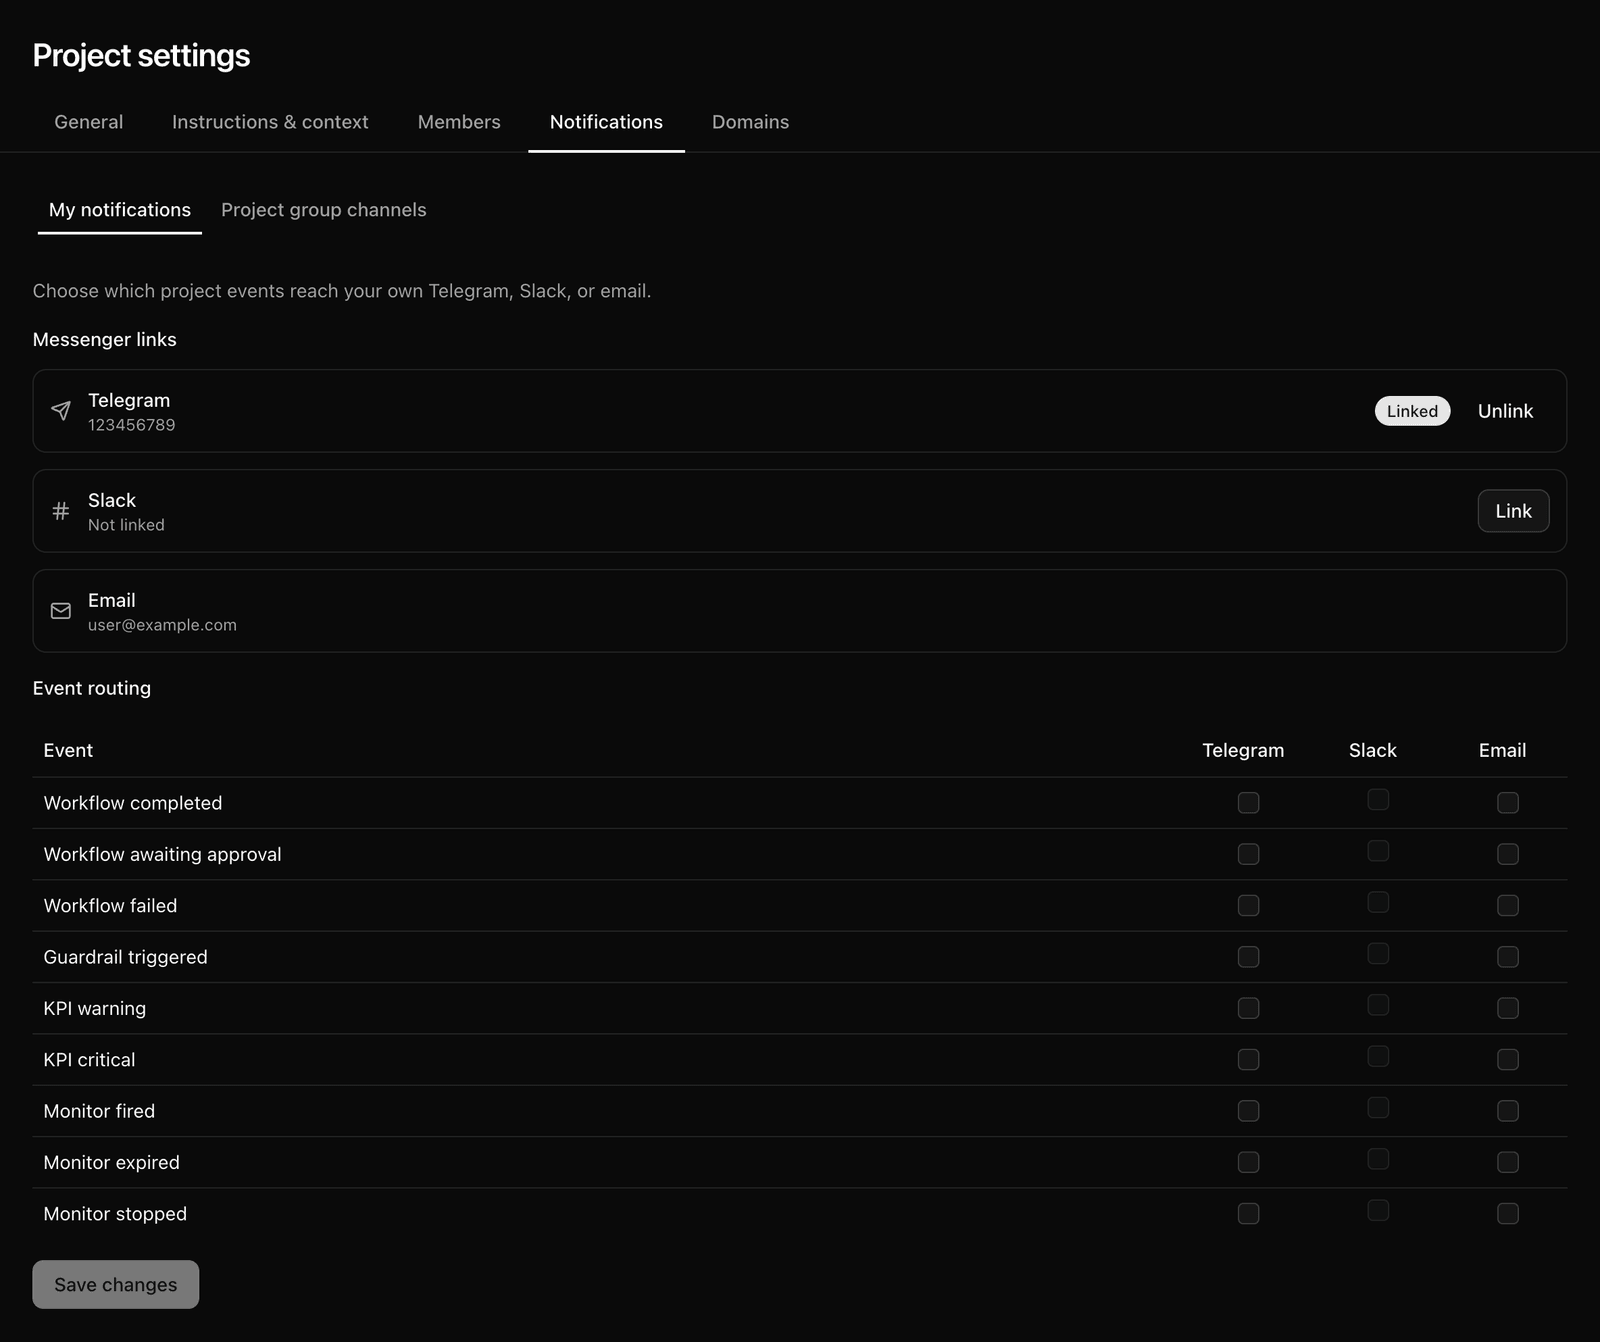 Project settings
General Instructions & context Members Notifications Domains
My notifications Project group channels
Choose which project events reach your own Telegram, Slack, or email.
Messenger links
Telegram
123456789
Linked Unlink
Slack
Not linked
Link
Email
user@example.com
Event routing
Event Telegram Slack Email
Workflow completed
Workflow awaiting approval
Workflow failed
Guardrail triggered
KPI warning
KPI critical
Monitor fired
Monitor expired
Monitor stopped
Save changes